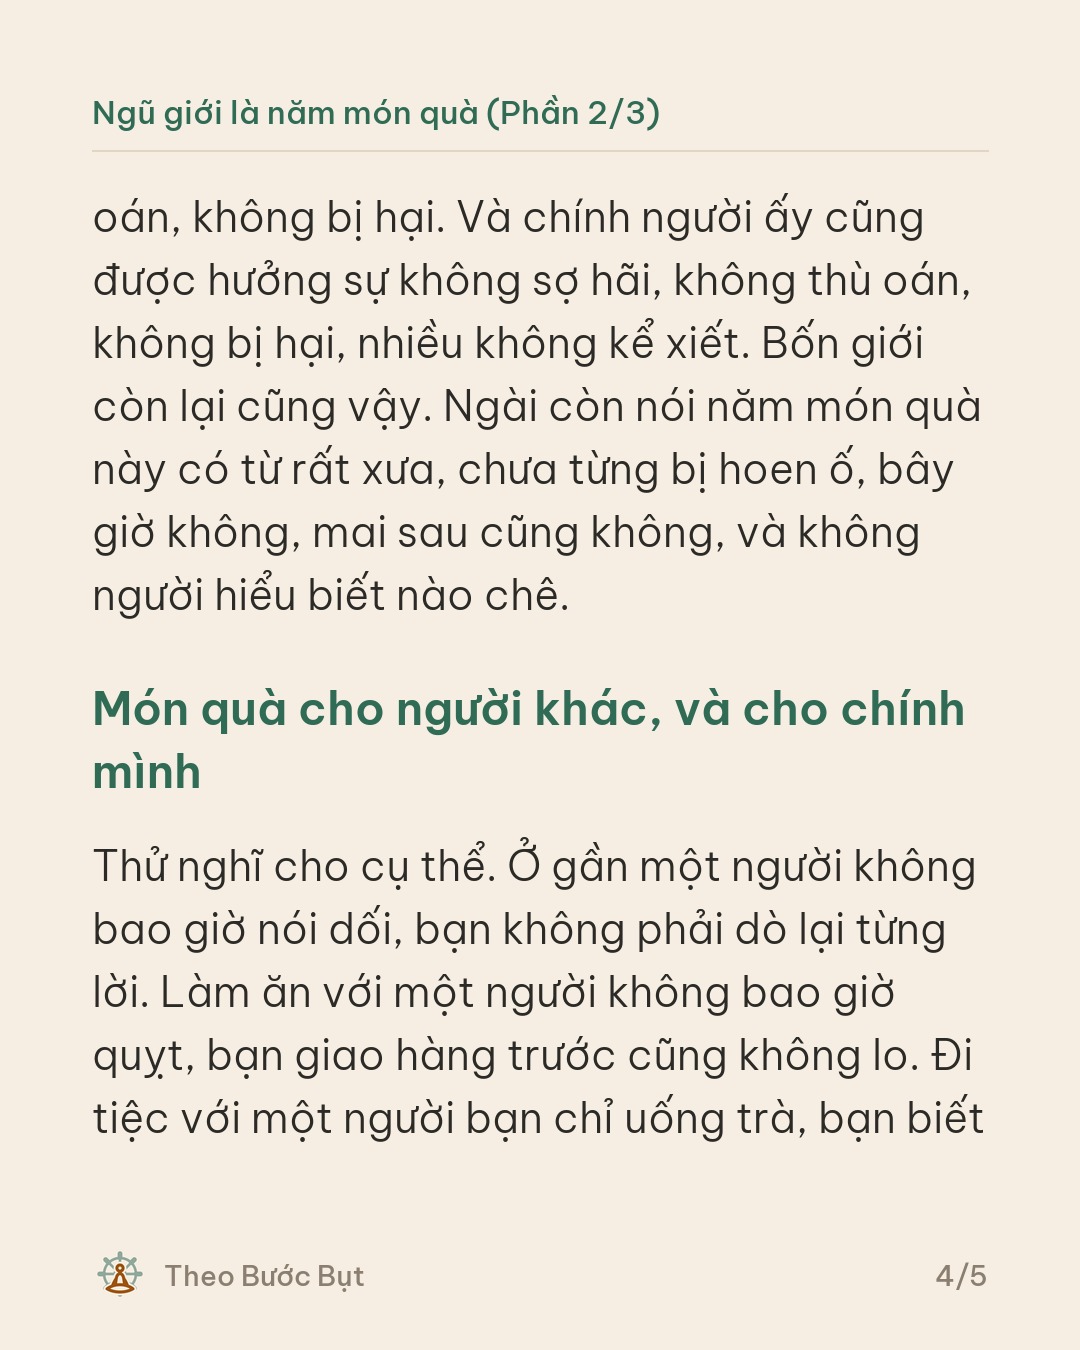 Ngũ giới là năm món quà (Phần 2/3)
oán, không bị hại. Và chính người ấy cũng
được hưởng sự không sợ hãi, không thù oán,
không bị hại, nhiều không kể xiết. Bốn giới
còn lại cũng vậy. Ngài còn nói năm món quà
này có từ rất xưa, chưa từng bị hoen ố, bây
giờ không, mai sau cũng không, và không
người hiểu biết nào chê.
Món quà cho người khác, và cho chính
mình
Thử nghĩ cho cụ thể. Ở gần một người không
bao giờ nói dối, bạn không phải dò lại từng
lời. Làm ăn với một người không bao giờ
quỵt, bạn giao hàng trước cũng không lo. Đi
tiệc với một người bạn chỉ uống trà, bạn biết
Theo Bước Bụt
4/5